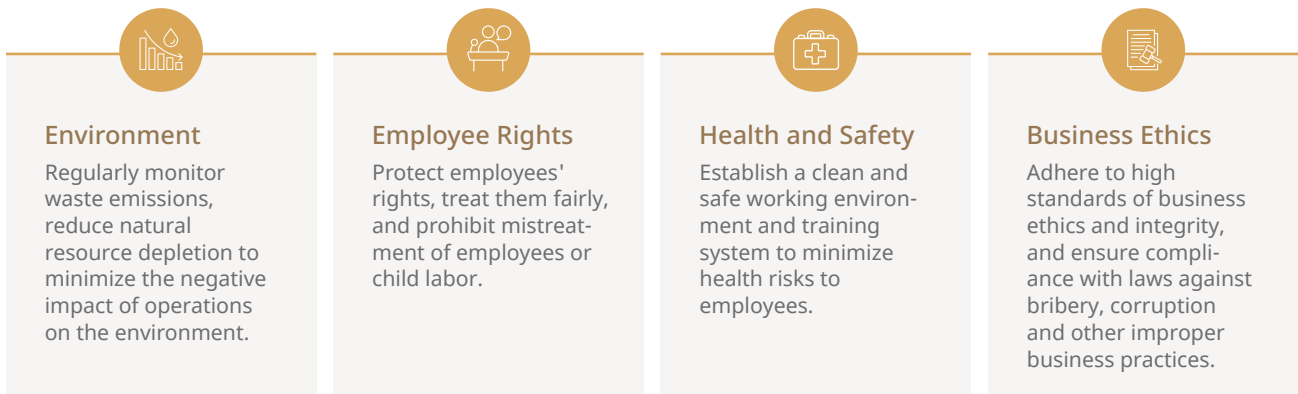 Environment
Regularly monitor
waste emissions,
reduce natural
resource depletion to
minimize the negative
impact of operations
on the environment.
Employee Rights
Protect employees'
rights, treat them fairly,
and prohibit mistreat-
ment of employees or
child labor.
Health and Safety
Establish a clean and
safe working environ-
ment and training
system to minimize
health risks to
employees.
Business Ethics
Adhere to high
standards of business
ethics and integrity,
and ensure compli-
ance with laws against
bribery, corruption
and other improper
business practices.